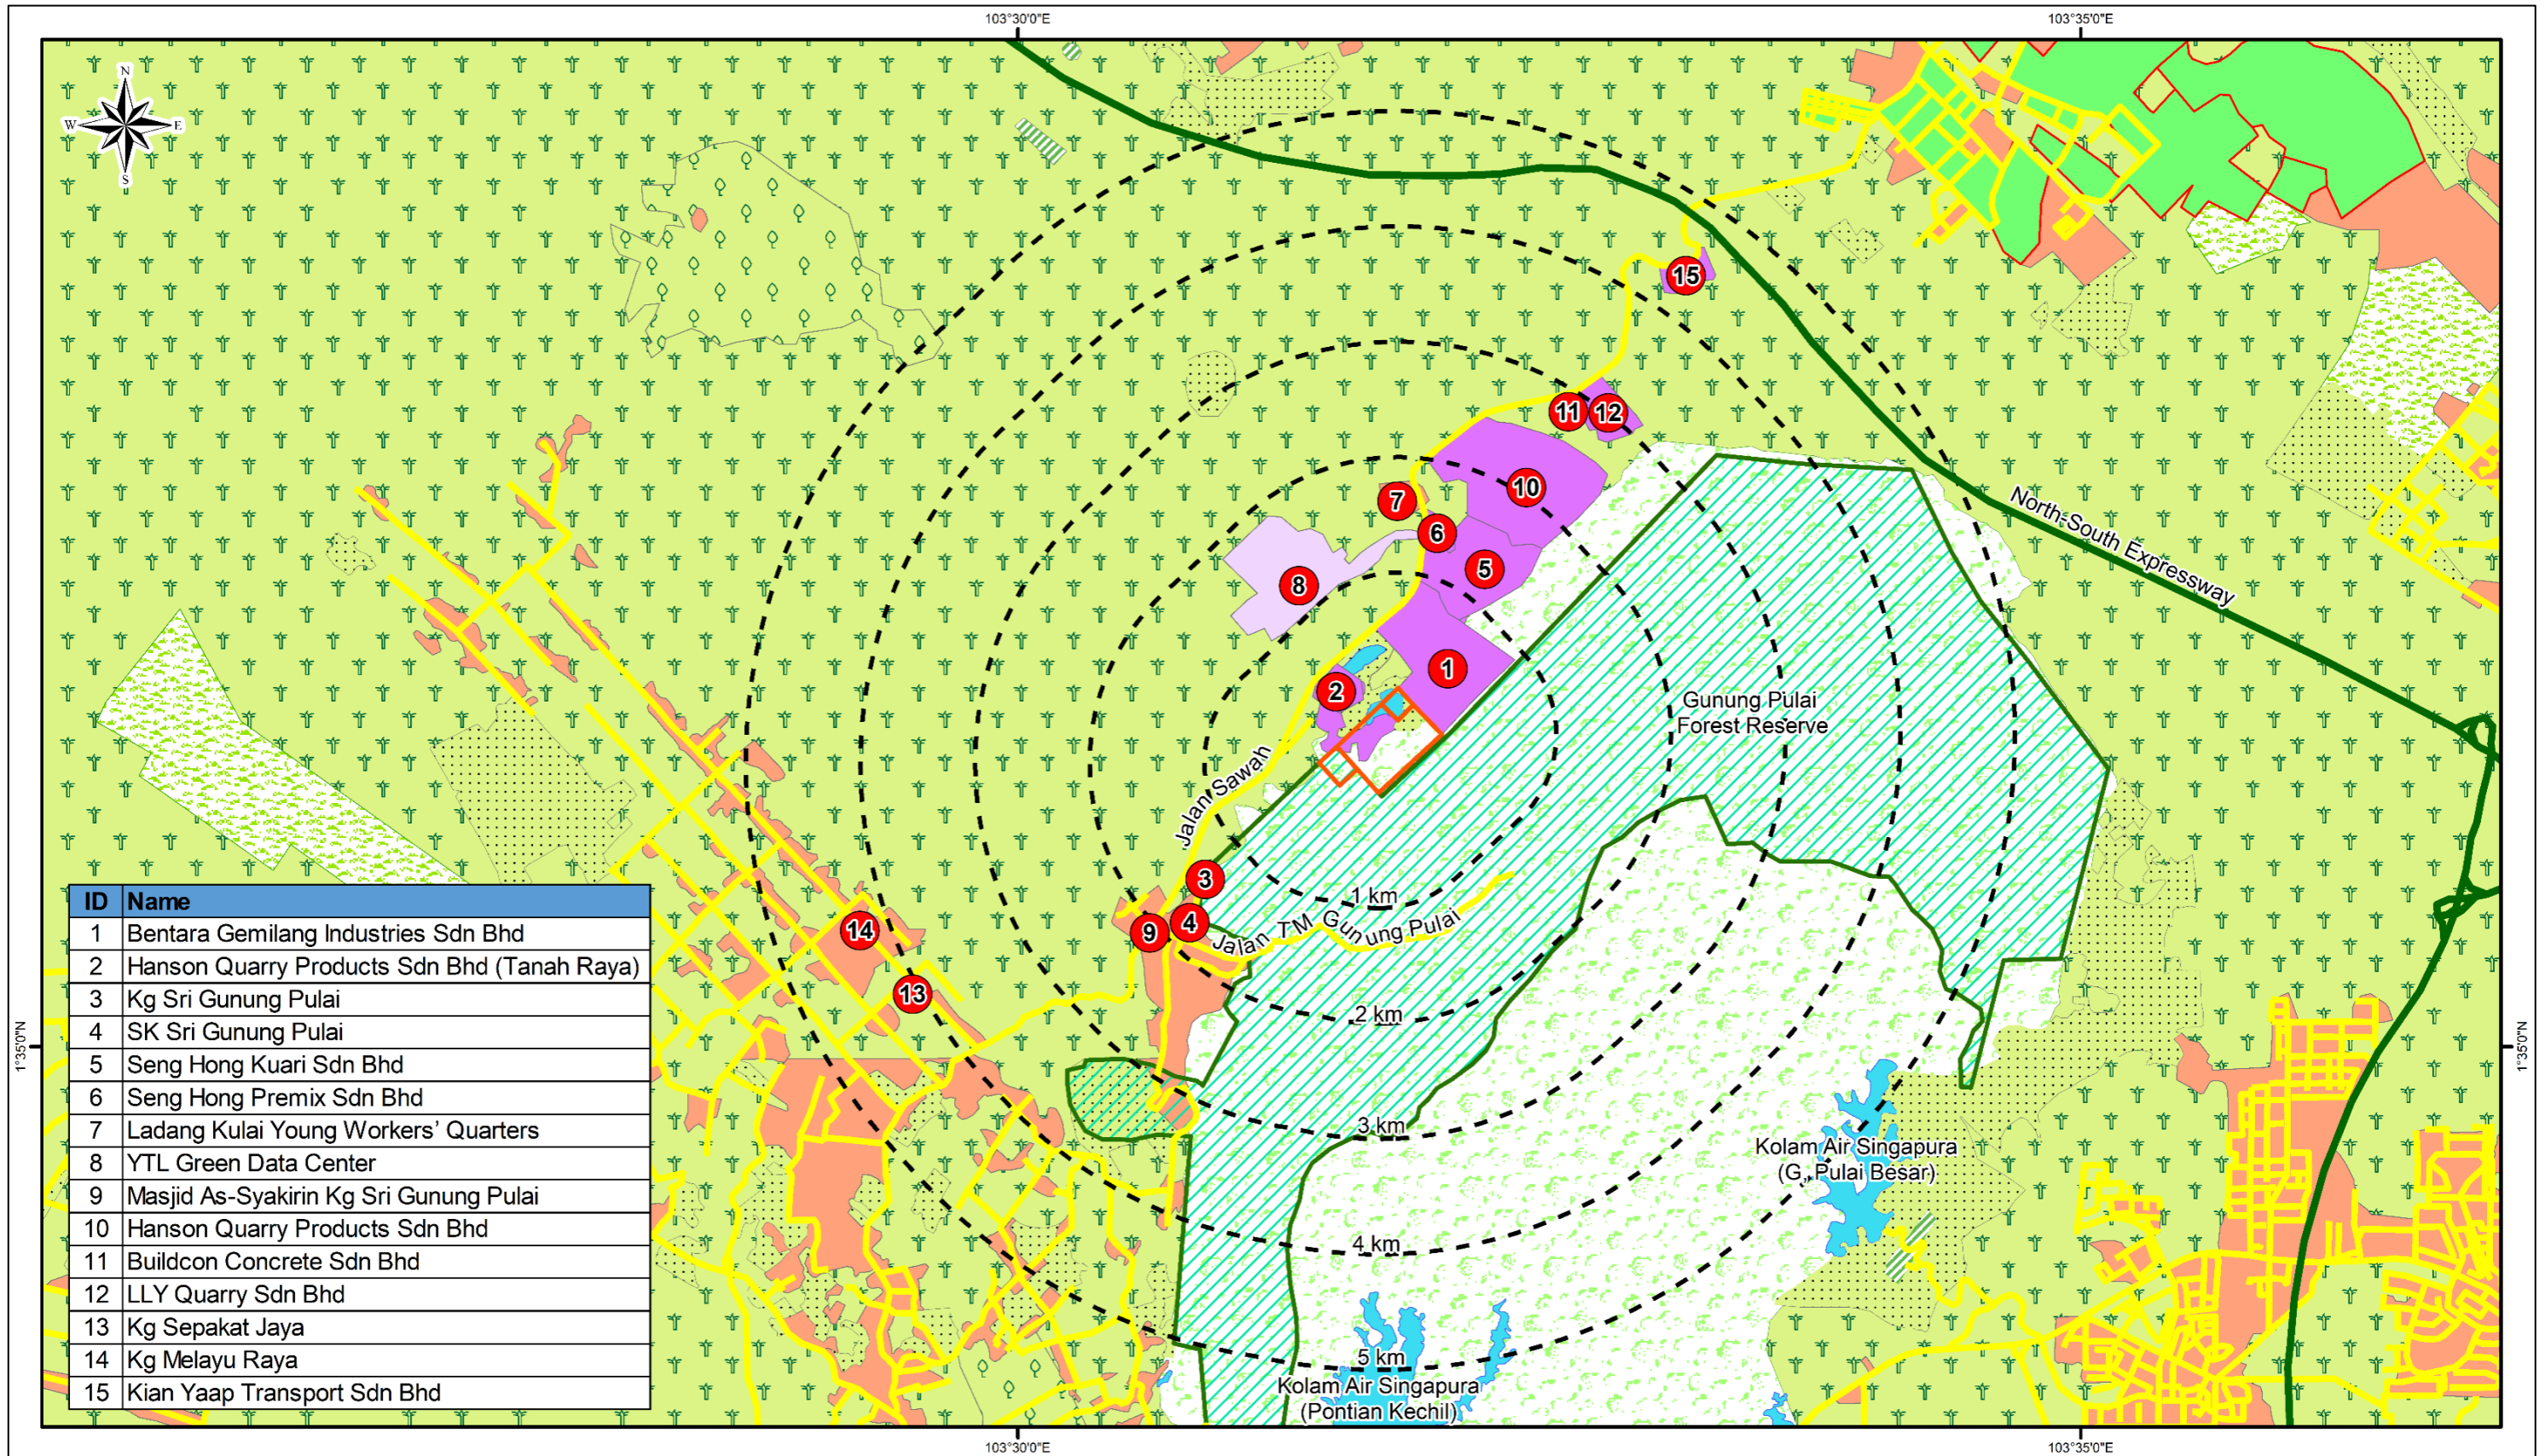 103°30'0"E
103°35'0"E
N
W
E
S
15
11
12
10
7
6
5
8
1
2
North-South Expressway
Gunung Pulai
Forest Reserve
Jalan Sawah
3
4
9
1 km
Jalan TM Gunung Pulai
14
13
2 km
3 km
4 km
5 km
Kolam Air Singapura
(G, Pulai Besar)
Kolam Air Singapura
(Pontian Kechil)
ID Name
1 Bentara Gemilang Industries Sdn Bhd
2 Hanson Quarry Products Sdn Bhd (Tanah Raya)
3 Kg Sri Gunung Pulai
4 SK Sri Gunung Pulai
5 Seng Hong Kuari Sdn Bhd
6 Seng Hong Premix Sdn Bhd
7 Ladang Kulai Young Workers’ Quarters
8 YTL Green Data Center
9 Masjid As-Syakirin Kg Sri Gunung Pulai
10 Hanson Quarry Products Sdn Bhd
11 Buildcon Concrete Sdn Bhd
12 LLY Quarry Sdn Bhd
13 Kg Sepakat Jaya
14 Kg Melayu Raya
15 Kian Yaap Transport Sdn Bhd
1°35'0"N
1°35'0"N
103°30'0"E
103°35'0"E